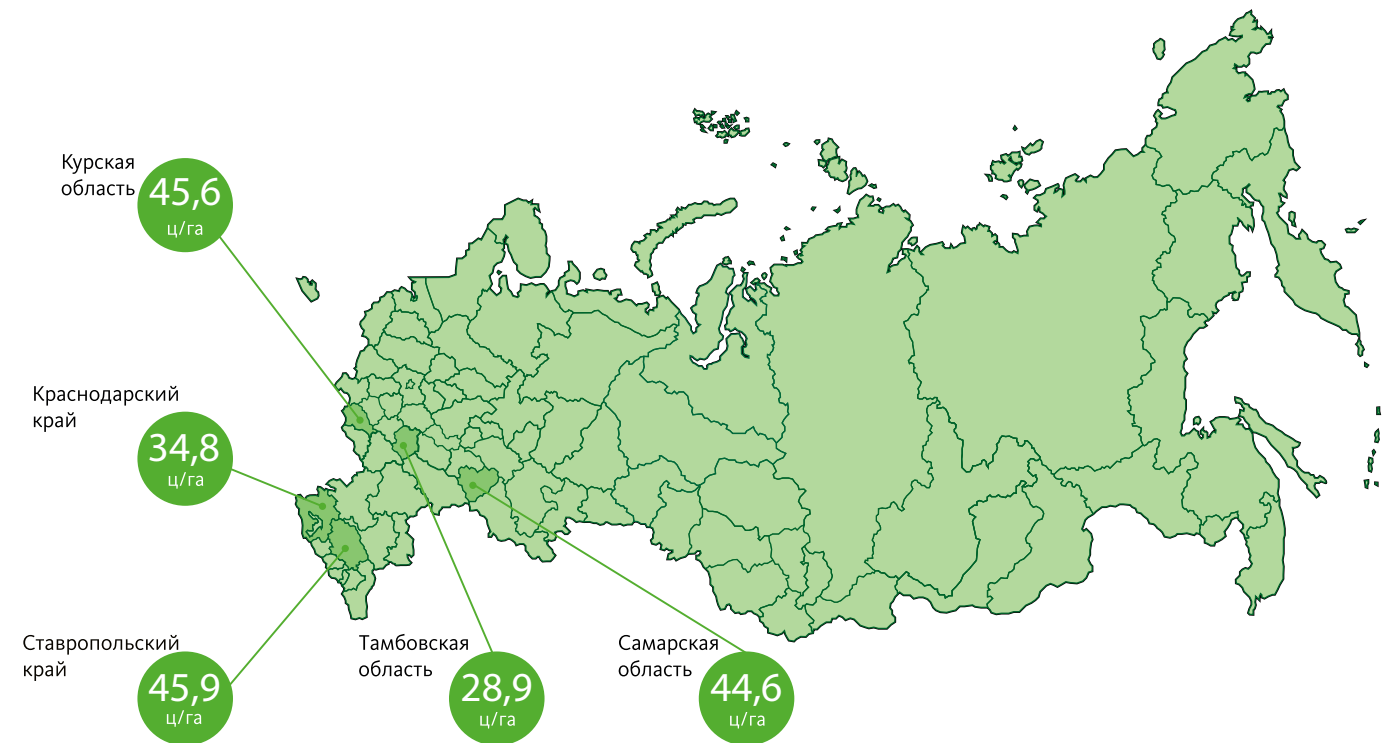 Курская
область
45,6
ц/га
Краснодарский
край
34,8
ц/га
Ставропольский
край
45,9
ц/га
Тамбовская
область
28,9
ц/га
Самарская
область
44,6
ц/га